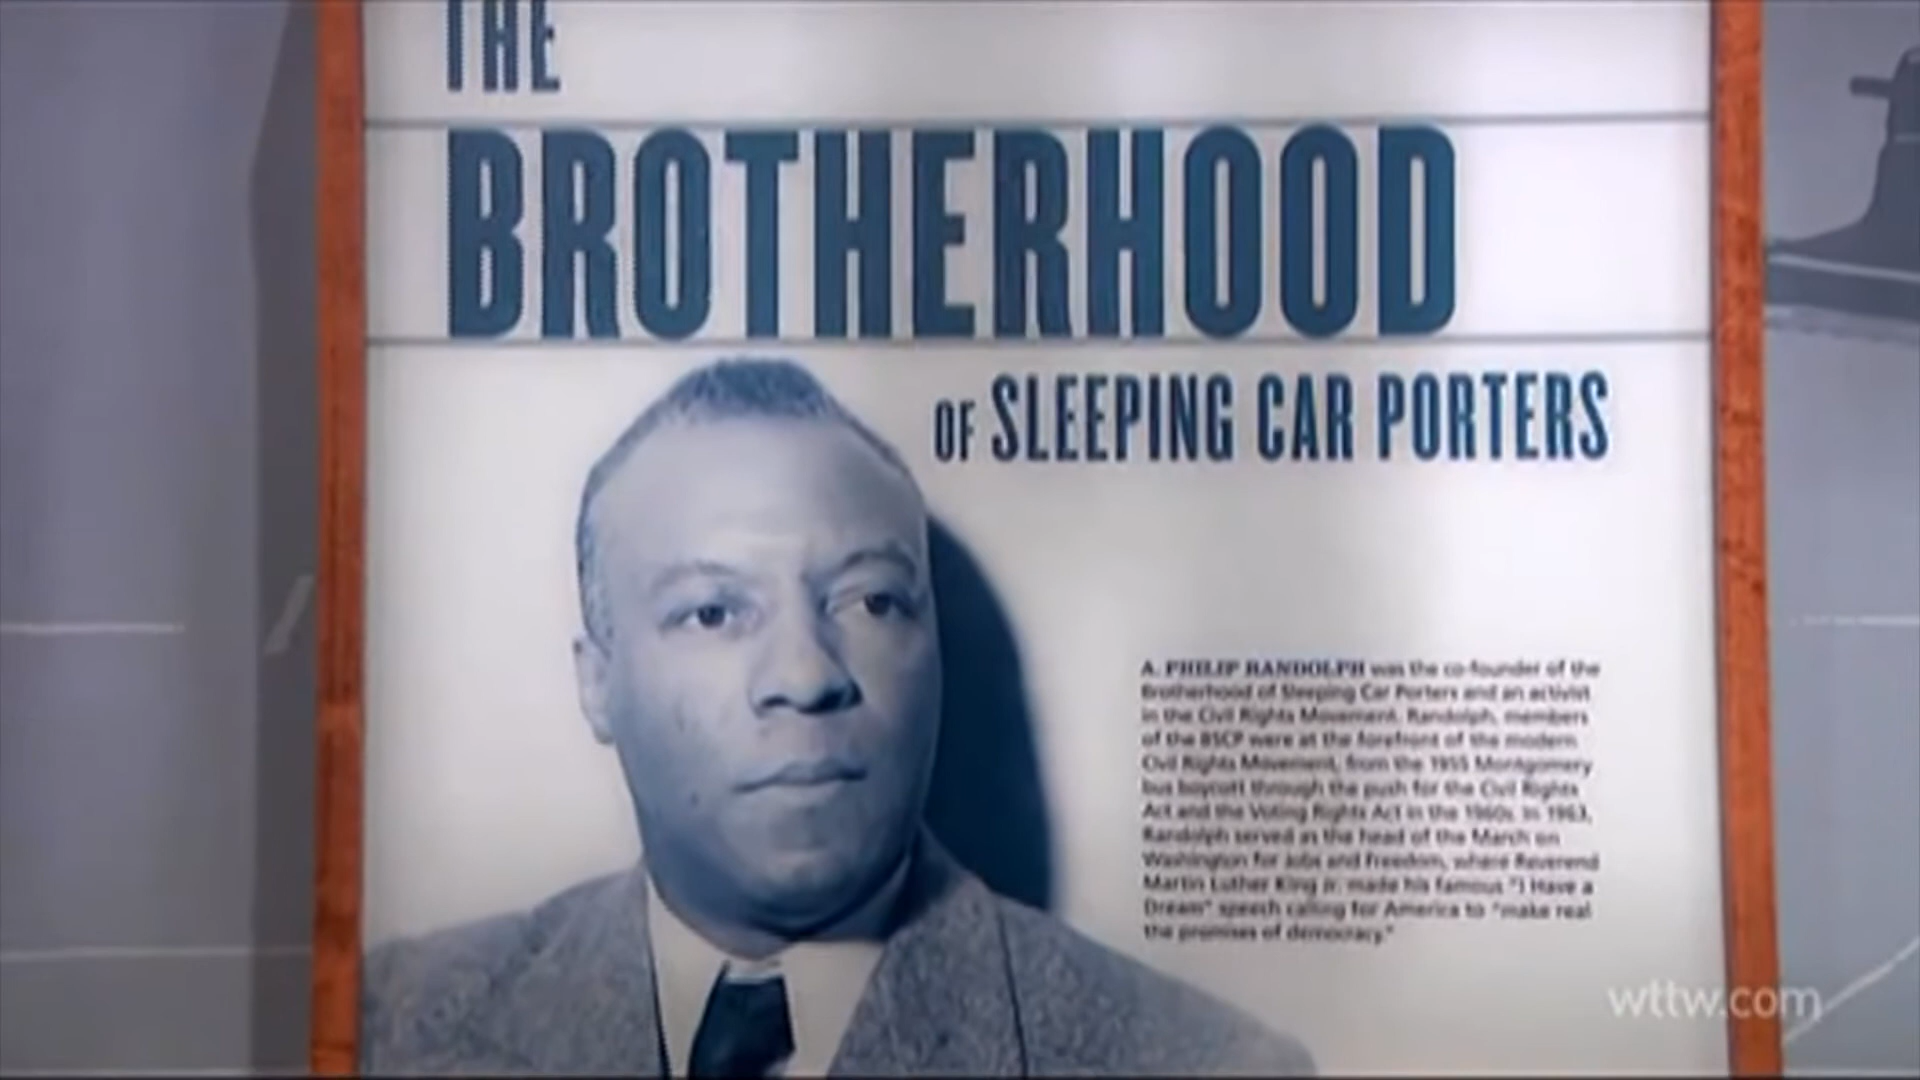 THE
BROTHERHOOD
OF SLEEPING CAR PORTERS
A. PHILIP RANDOLPH was the co-founder of the
Brotherhood of Sleeping Car Porters and an activist
in the Civil Rights Movement. Randolph, members
of the BSCP were at the forefront of the modern
Civil Rights Movement, from the 1955 Montgomery
bus boycott through the push for the Civil Rights
Act and the Voting Rights Act in the 1960s. In 1963,
Randolph served as the head of the March on
Washington for Jobs and Freedom, where Reverend
Martin Luther King Jr. made his famous "I Have a
Dream" speech calling for America to "make real
the promises of democracy."
wttw.com